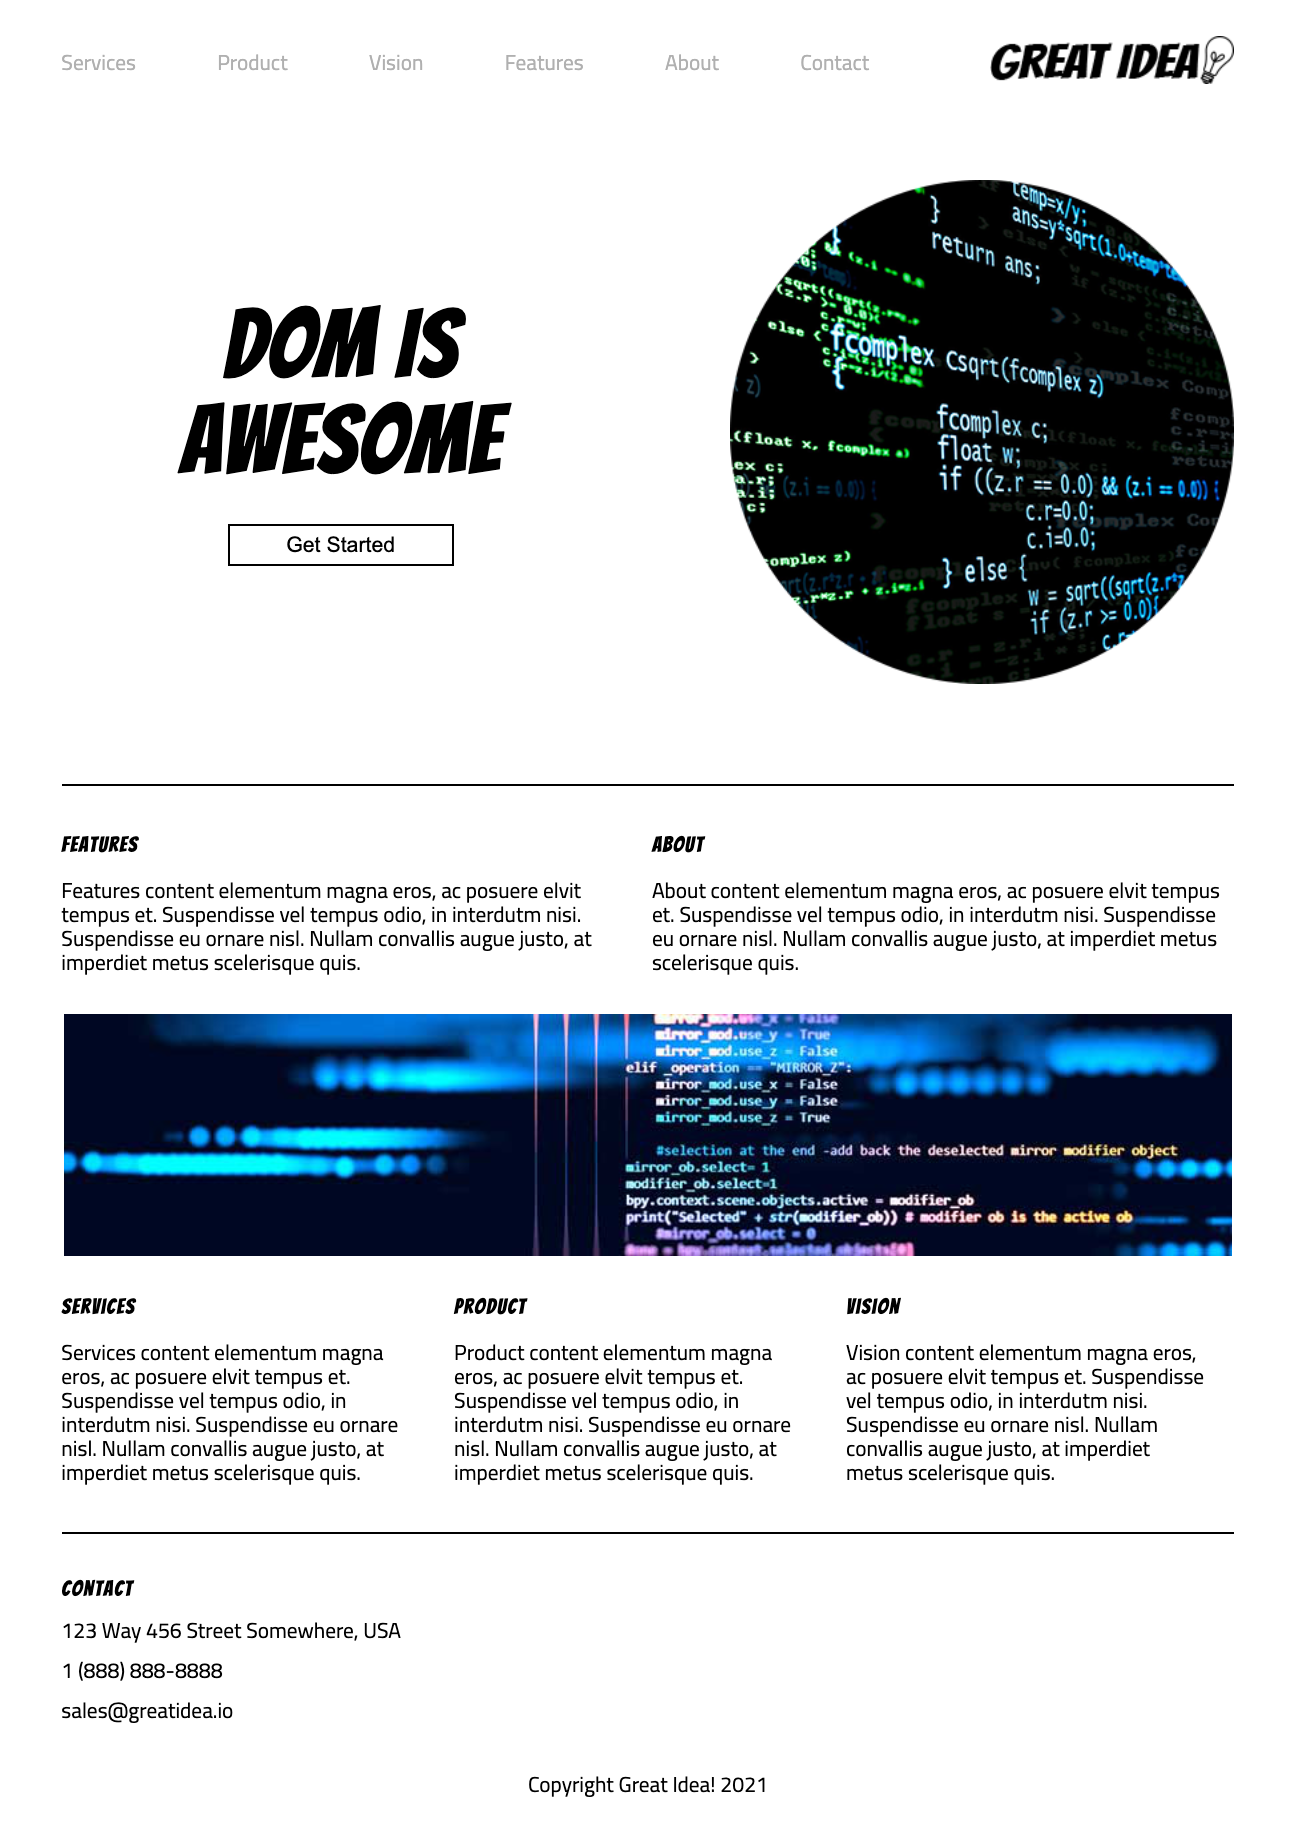 Services Product Vision Features About Contact GREAT IDEA
temp=x/y;
ans=y*sqrt(1.0+temp*te
}
return ans;
fcomplex Csqrt(fcomplex z)
{
fcomplex c;
float w;
if ((z.r == 0.0) && (z.i == 0.0)) {
c.r=0.0;
c.i=0.0;
} else {
w = sqrt((sqrt(z.r*z
if (z.r >= 0.0){
DOM IS
AWESOME
Get Started
FEATURES
Features content elementum magna eros, ac posuere elvit
tempus et. Suspendisse vel tempus odio, in interdutm nisi.
Suspendisse eu ornare nisl. Nullam convallis augue justo, at
imperdiet metus scelerisque quis.
ABOUT
About content elementum magna eros, ac posuere elvit tempus
et. Suspendisse vel tempus odio, in interdutm nisi. Suspendisse
eu ornare nisl. Nullam convallis augue justo, at imperdiet metus
scelerisque quis.
mirror_mod.use_x = False
mirror_mod.use_y = True
mirror_mod.use_z = False
elif _operation == "MIRROR_Z":
mirror_mod.use_x = False
mirror_mod.use_y = False
mirror_mod.use_z = True
#selection at the end -add back the deselected mirror modifier object
mirror_ob.select= 1
modifier_ob.select=1
bpy.context.scene.objects.active = modifier_ob
print("Selected" + str(modifier_ob)) # modifier ob is the active ob
#mirror_ob.select = 0
SERVICES
Services content elementum magna
eros, ac posuere elvit tempus et.
Suspendisse vel tempus odio, in
interdutm nisi. Suspendisse eu ornare
nisl. Nullam convallis augue justo, at
imperdiet metus scelerisque quis.
PRODUCT
Product content elementum magna
eros, ac posuere elvit tempus et.
Suspendisse vel tempus odio, in
interdutm nisi. Suspendisse eu ornare
nisl. Nullam convallis augue justo, at
imperdiet metus scelerisque quis.
VISION
Vision content elementum magna eros,
ac posuere elvit tempus et. Suspendisse
vel tempus odio, in interdutm nisi.
Suspendisse eu ornare nisl. Nullam
convallis augue justo, at imperdiet
metus scelerisque quis.
CONTACT
123 Way 456 Street Somewhere, USA
1 (888) 888-8888
sales@greatidea.io
Copyright Great Idea! 2021